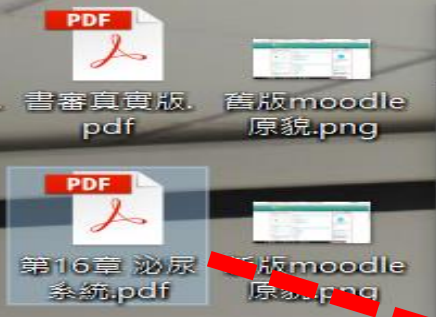 PDF
書審真實版.
pdf
舊版moodle
原貌.png
PDF
第16章 泌尿
系統.pdf
版moodle
原貌.png